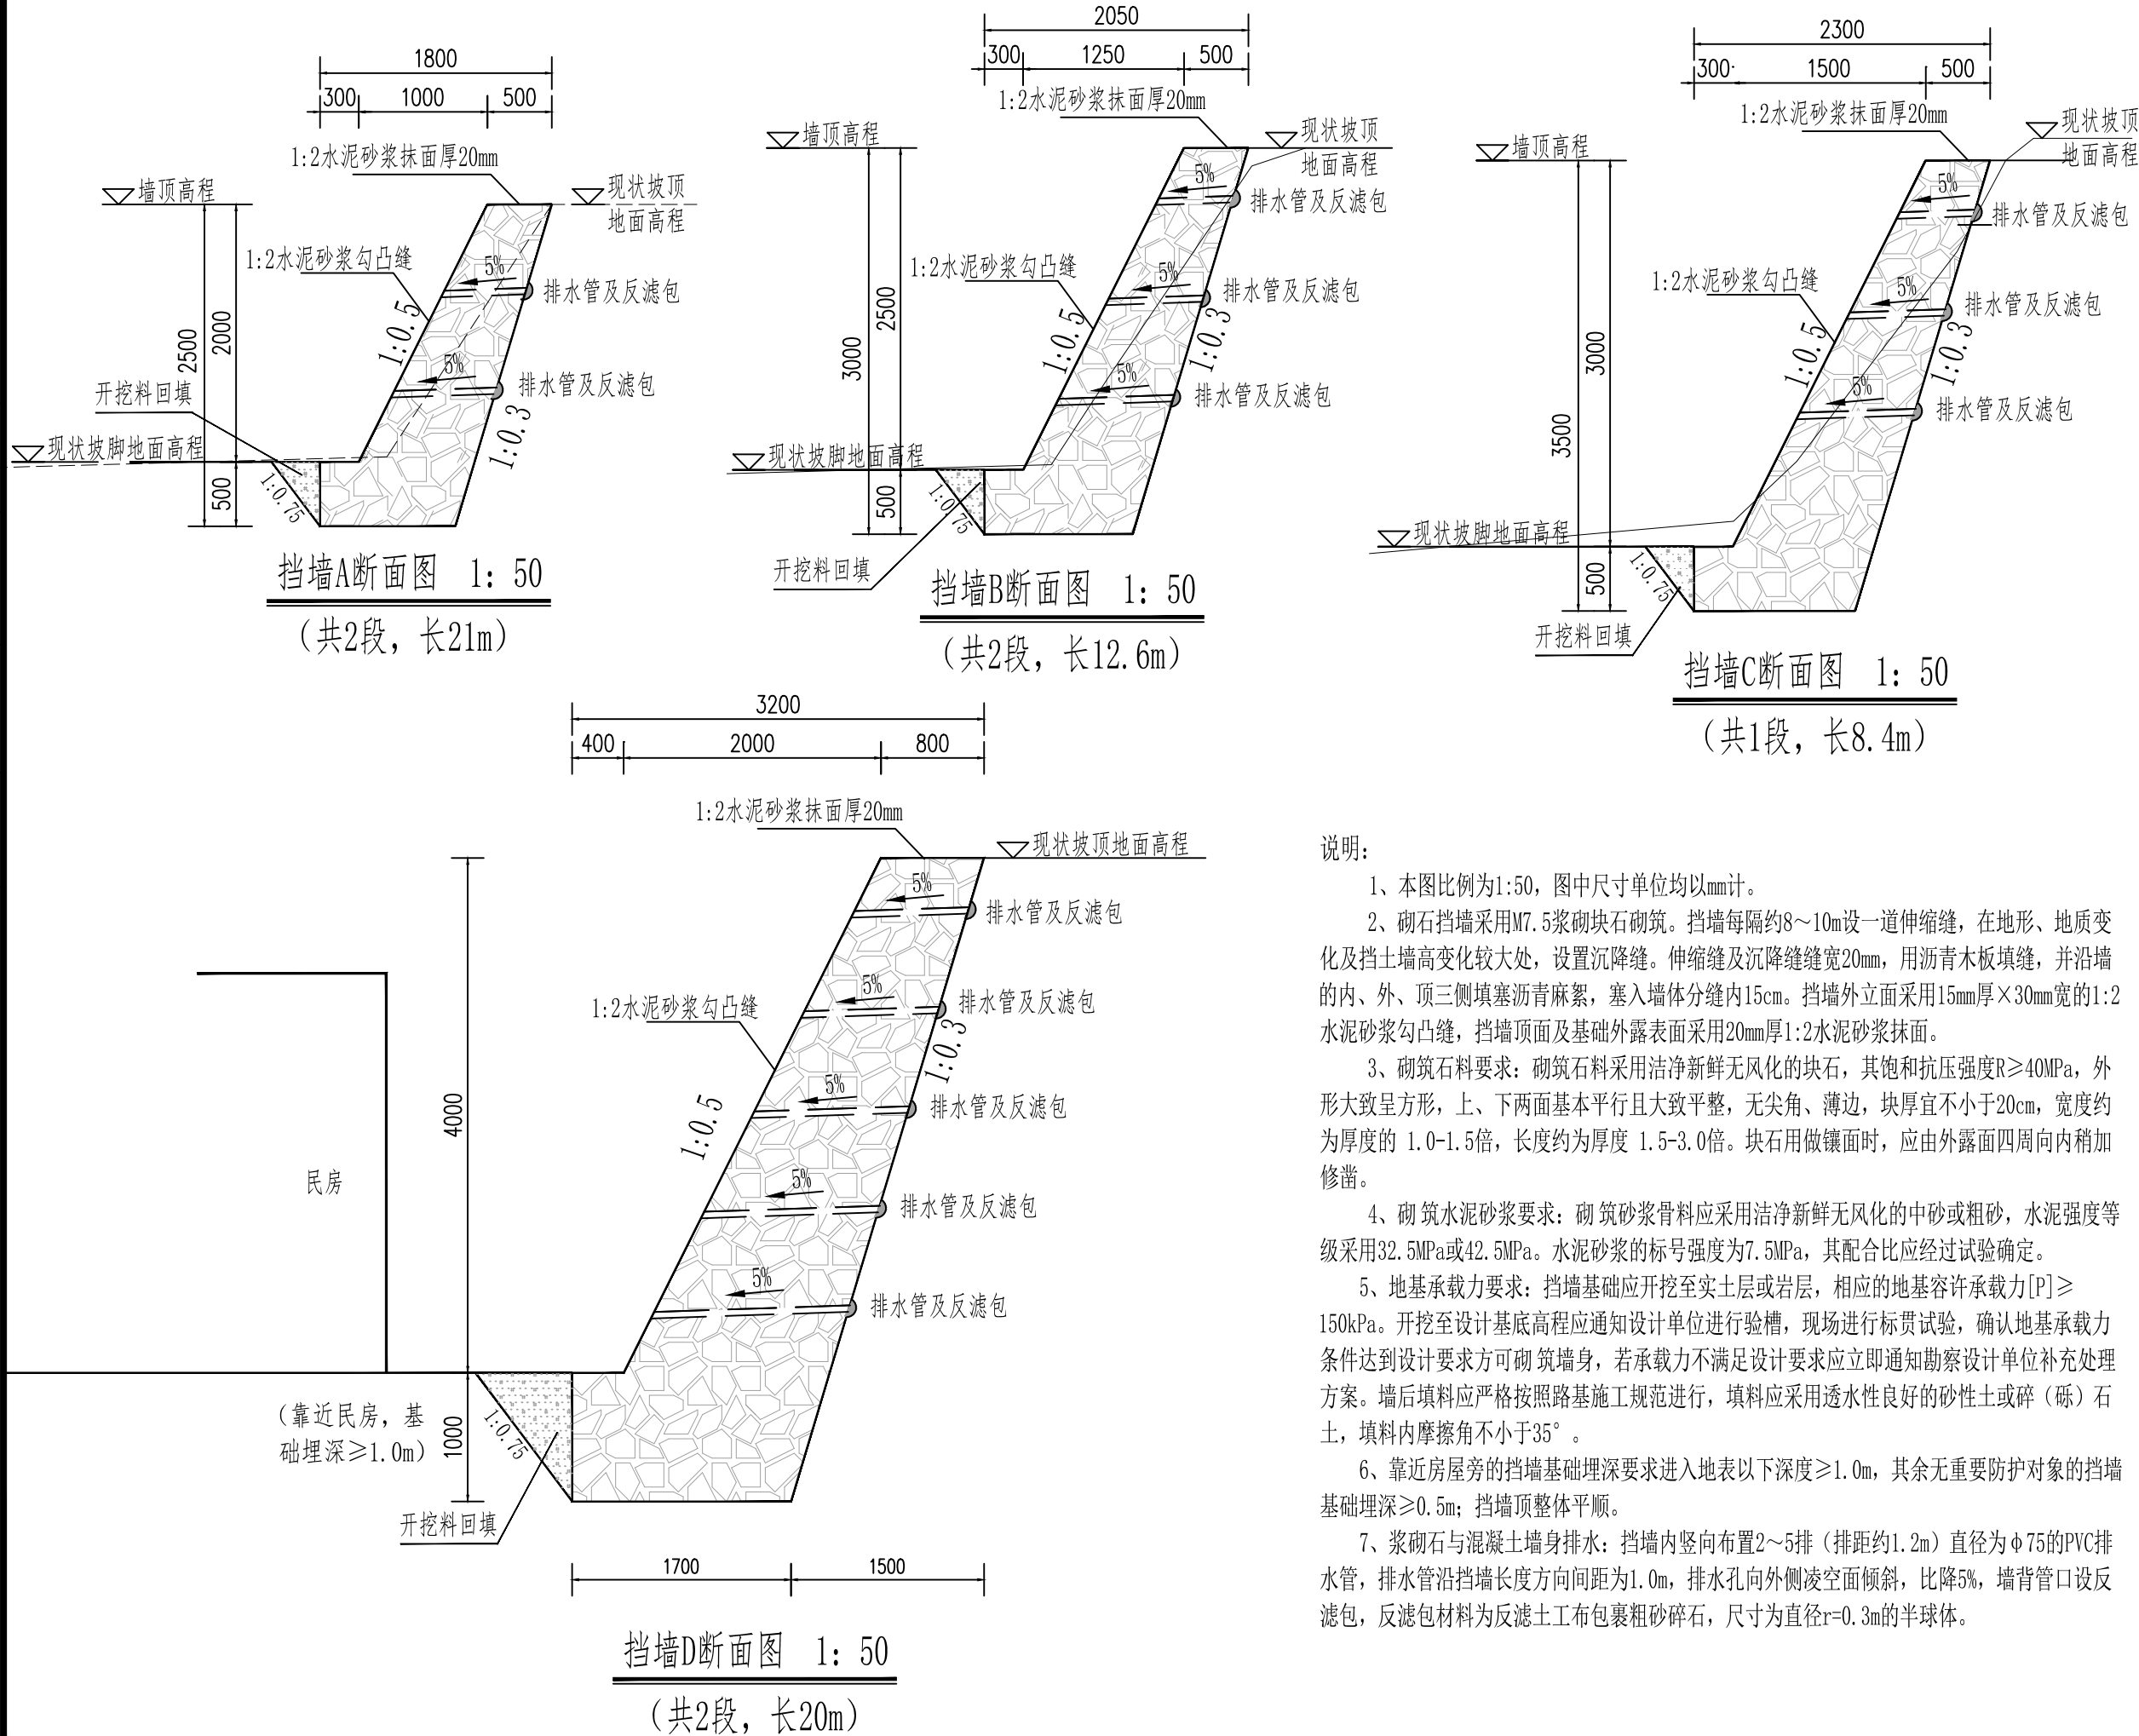 1800
300
1000
500
1:2水泥砂浆抹面厚20mm
墙顶高程
现状坡顶
地面高程
1:2水泥砂浆勾凸缝
5%
排水管及反滤包
1:0.5
2500
2000
5%
排水管及反滤包
开挖料回填
1:0.3
现状坡脚地面高程
500
1:0.75
挡墙A断面图 1: 50
(共2段, 长21m)
2050
300
1250
500
1:2水泥砂浆抹面厚20mm
墙顶高程
现状坡顶
地面高程
5%
排水管及反滤包
1:2水泥砂浆勾凸缝
5%
排水管及反滤包
1:0.5
1:0.3
3000
2500
5%
排水管及反滤包
现状坡脚地面高程
500
1:0.75
开挖料回填
挡墙B断面图 1: 50
(共2段, 长12.6m)
2300
300
1500
500
1:2水泥砂浆抹面厚20mm
墙顶高程
现状坡顶
地面高程
5%
排水管及反滤包
1:2水泥砂浆勾凸缝
5%
排水管及反滤包
1:0.5
1:0.3
3500
3000
5%
排水管及反滤包
现状坡脚地面高程
500
1:0.75
开挖料回填
挡墙C断面图 1: 50
(共1段, 长8.4m)
3200
400
2000
800
1:2水泥砂浆抹面厚20mm
现状坡顶地面高程
5%
排水管及反滤包
5%
排水管及反滤包
1:2水泥砂浆勾凸缝
1:0.3
5%
排水管及反滤包
4000
1:0.5
民房
5%
排水管及反滤包
5%
排水管及反滤包
(靠近民房, 基
础埋深≥1.0m)
1000
1:0.75
开挖料回填
1700
1500
挡墙D断面图 1: 50
(共2段, 长20m)
说明:
1、本图比例为1:50, 图中尺寸单位均以mm计。
2、砌石挡墙采用M7.5浆砌块石砌筑。挡墙每隔约8~10m设一道伸缩缝, 在地形、地质变
化及挡土墙高变化较大处, 设置沉降缝。伸缩缝及沉降缝缝宽20mm, 用沥青木板填缝, 并沿墙
的内、外、顶三侧填塞沥青麻絮, 塞入墙体分缝内15cm。挡墙外立面采用15mm厚×30mm宽的1:2
水泥砂浆勾凸缝, 挡墙顶面及基础外露表面采用20mm厚1:2水泥砂浆抹面。
3、砌筑石料要求: 砌筑石料采用洁净新鲜无风化的块石, 其饱和抗压强度R≥40MPa, 外
形大致呈方形, 上、下两面基本平行且大致平整, 无尖角、薄边, 块厚宜不小于20cm, 宽度约
为厚度的 1.0-1.5倍, 长度约为厚度 1.5-3.0倍。块石用做镶面时, 应由外露面四周向内稍加
修凿。
4、砌 筑水泥砂浆要求: 砌 筑砂浆骨料应采用洁净新鲜无风化的中砂或粗砂, 水泥强度等
级采用32.5MPa或42.5MPa。水泥砂浆的标号强度为7.5MPa, 其配合比应经过试验确定。
5、地基承载力要求: 挡墙基础应开挖至实土层或岩层, 相应的地基容许承载力[P]≥
150kPa。开挖至设计基底高程应通知设计单位进行验槽, 现场进行标贯试验, 确认地基承载力
条件达到设计要求方可砌 筑墙身, 若承载力不满足设计要求应立即通知勘察设计单位补充处理
方案。墙后填料应严格按照路基施工规范进行, 填料应采用透水性良好的砂性土或碎（砾）石
土, 填料内摩擦角不小于35°。
6、靠近房屋旁的挡墙基础埋深要求进入地表以下深度≥1.0m, 其余无重要防护对象的挡墙
基础埋深≥0.5m; 挡墙顶整体平顺。
7、浆砌石与混凝土墙身排水: 挡墙内竖向布置2~5排（排距约1.2m）直径为φ75的PVC排
水管, 排水管沿挡墙长度方向间距为1.0m, 排水孔向外侧凌空面倾斜, 比降5%, 墙背管口设反
滤包, 反滤包材料为反滤土工布包裹粗砂碎石, 尺寸为直径r=0.3m的半球体。